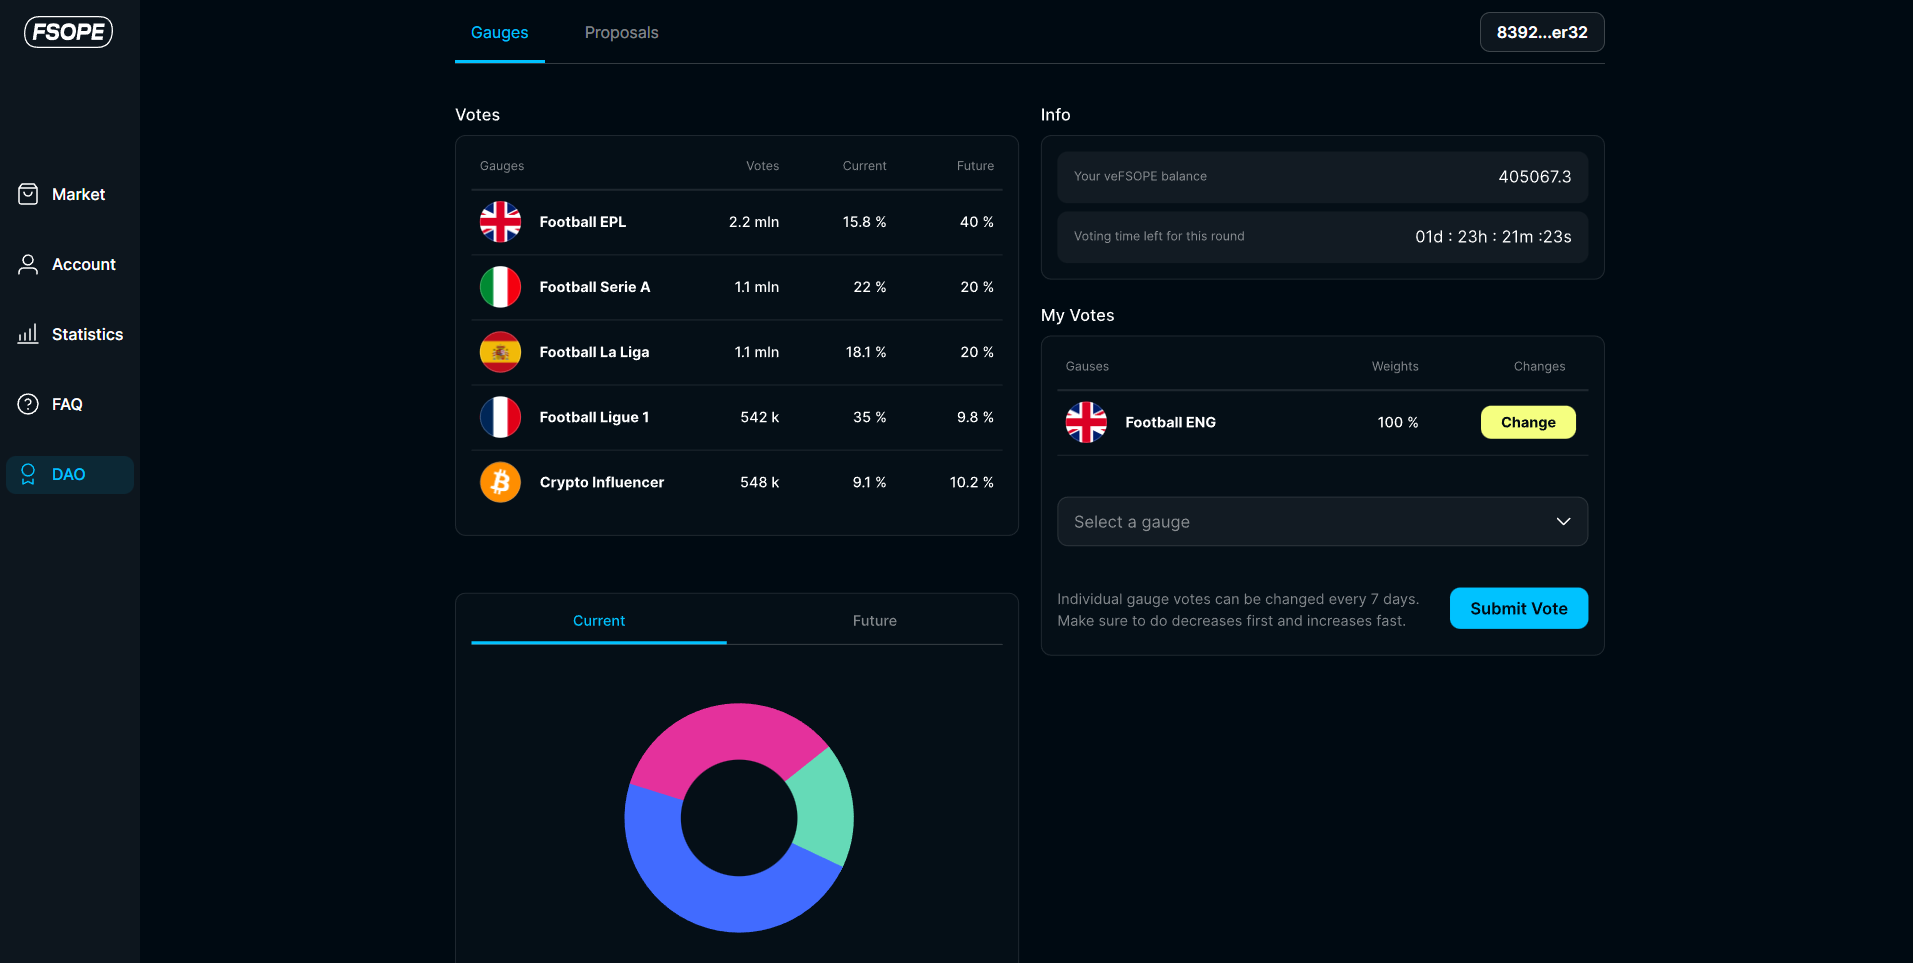 FSOPE
Market
Account
Statistics
FAQ
DAO
Gauges Proposals
8392...er32
Votes
Gauges Votes Current Future
Football EPL 2.2 mln 15.8 % 40 %
Football Serie A 1.1 mln 22 % 20 %
Football La Liga 1.1 mln 18.1 % 20 %
Football Ligue 1 542 k 35 % 9.8 %
Crypto Influencer 548 k 9.1 % 10.2 %
Current Future
Info
Your veFSOPE balance 405067.3
Voting time left for this round 01d : 23h : 21m :23s
My Votes
Gauses Weights Changes
Football ENG 100 % Change
Select a gauge
Individual gauge votes can be changed every 7 days.
Make sure to do decreases first and increases fast.
Submit Vote